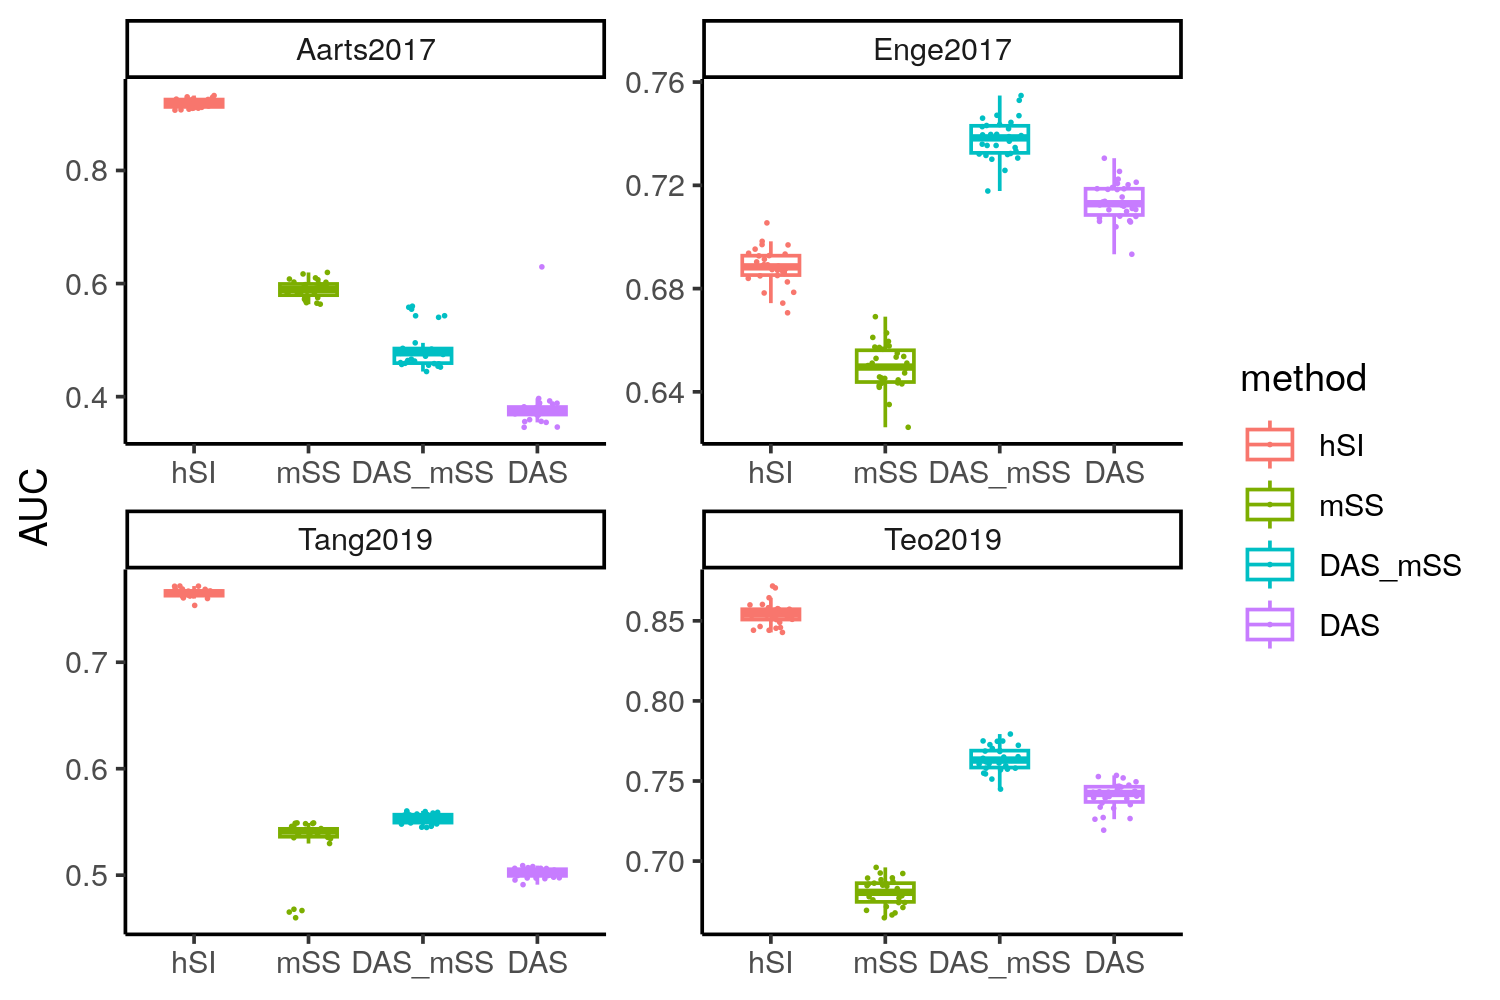 Aarts2017
Enge2017
0.8
0.6
0.4
0.76
0.72
0.68
0.64
hSI mSS DAS_mSS DAS
hSI mSS DAS_mSS DAS
AUC
Tang2019
Teo2019
0.7
0.6
0.5
0.85
0.80
0.75
0.70
hSI mSS DAS_mSS DAS
hSI mSS DAS_mSS DAS
method
hSI
mSS
DAS_mSS
DAS